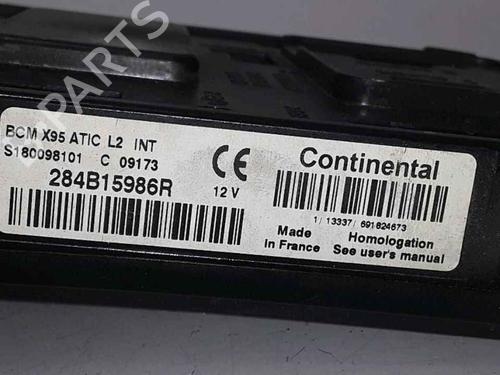 BCM X95 ATIC L2 INT
S180098101 C 09173
284B15986R
CE
12 V
Continental
1/ 13337/ 691824673
Made
in France
Homologation
See user's manual
PARTS